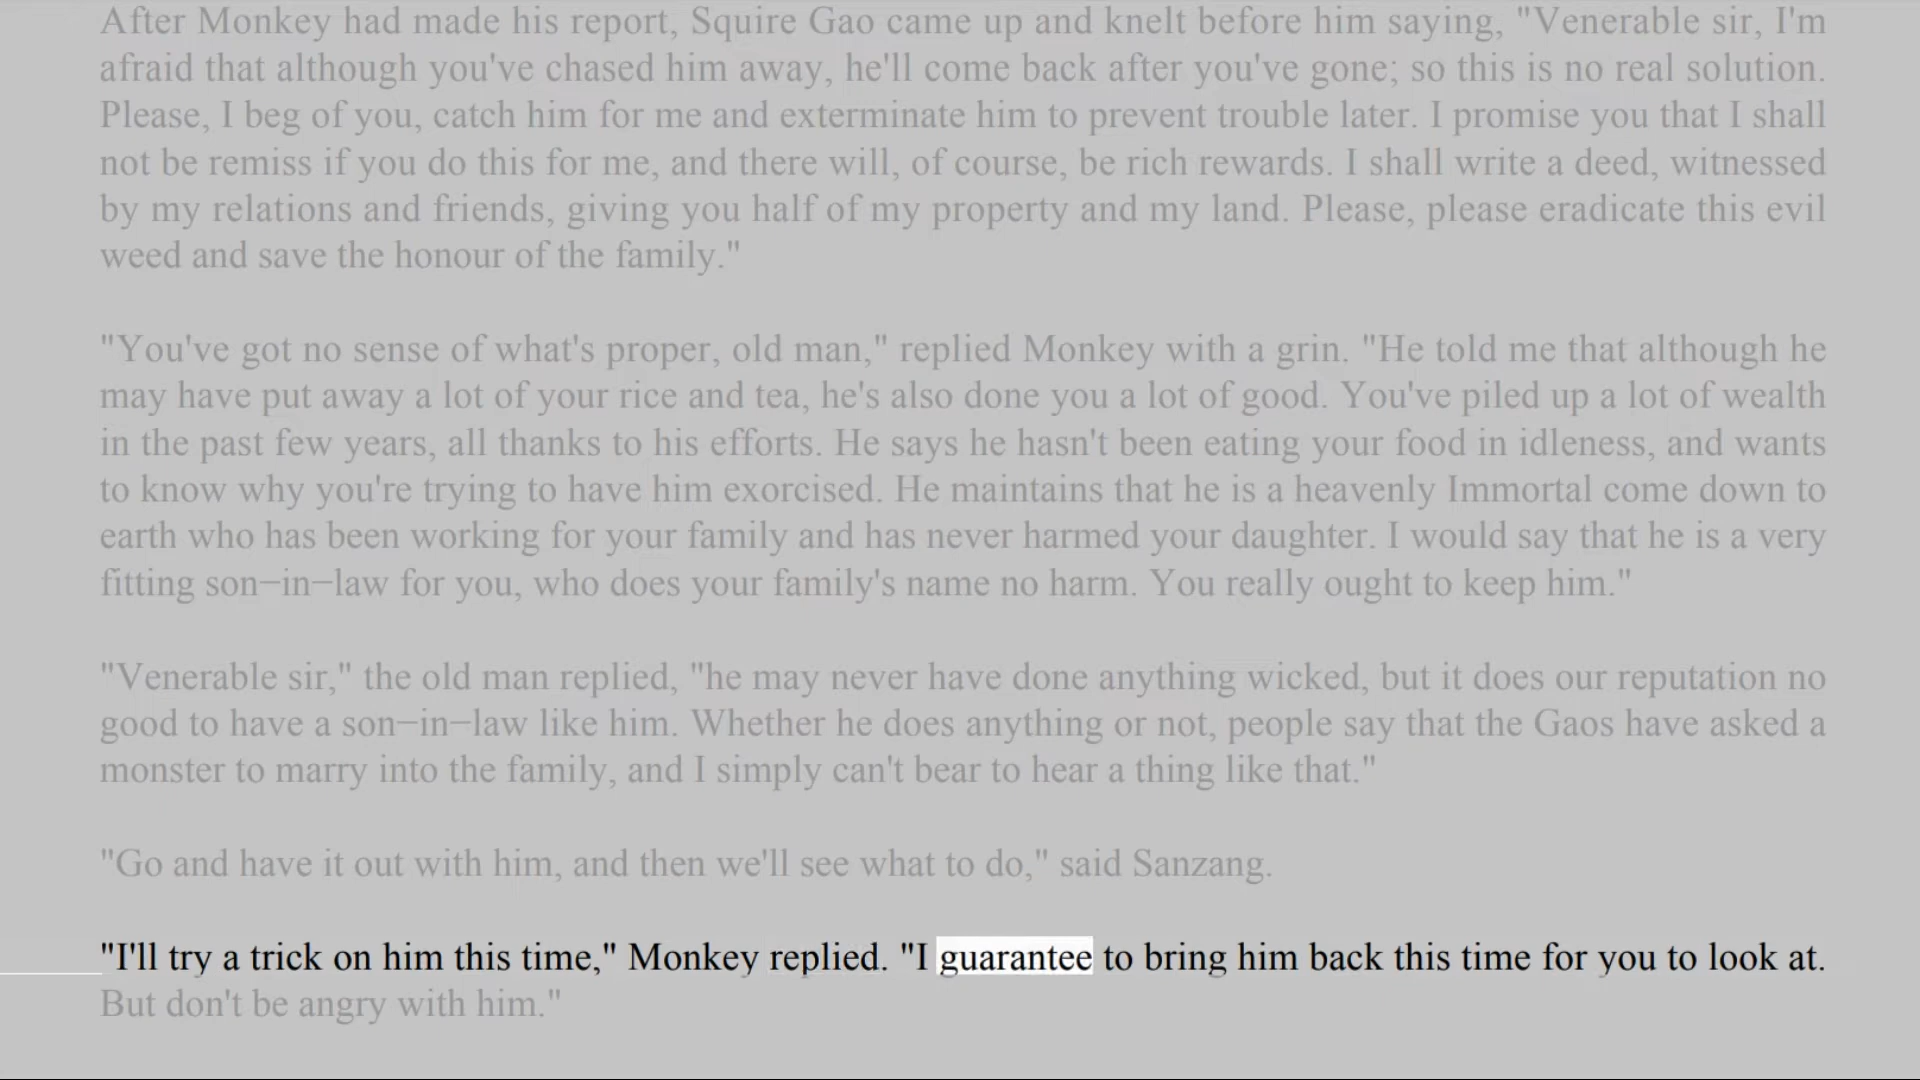 After Monkey had made his report, Squire Gao came up and knelt before him saying, "Venerable sir, I'm
afraid that although you've chased him away, he'll come back after you've gone; so this is no real solution.
Please, I beg of you, catch him for me and exterminate him to prevent trouble later. I promise you that I shall
not be remiss if you do this for me, and there will, of course, be rich rewards. I shall write a deed, witnessed
by my relations and friends, giving you half of my property and my land. Please, please eradicate this evil
weed and save the honour of the family."
"You've got no sense of what's proper, old man," replied Monkey with a grin. "He told me that although he
may have put away a lot of your rice and tea, he's also done you a lot of good. You've piled up a lot of wealth
in the past few years, all thanks to his efforts. He says he hasn't been eating your food in idleness, and wants
to know why you're trying to have him exorcised. He maintains that he is a heavenly Immortal come down to
earth who has been working for your family and has never harmed your daughter. I would say that he is a very
fitting son−in−law for you, who does your family's name no harm. You really ought to keep him."
"Venerable sir," the old man replied, "he may never have done anything wicked, but it does our reputation no
good to have a son−in−law like him. Whether he does anything or not, people say that the Gaos have asked a
monster to marry into the family, and I simply can't bear to hear a thing like that."
"Go and have it out with him, and then we'll see what to do," said Sanzang.
"I'll try a trick on him this time," Monkey replied. "I guarantee to bring him back this time for you to look at.
But don't be angry with him."